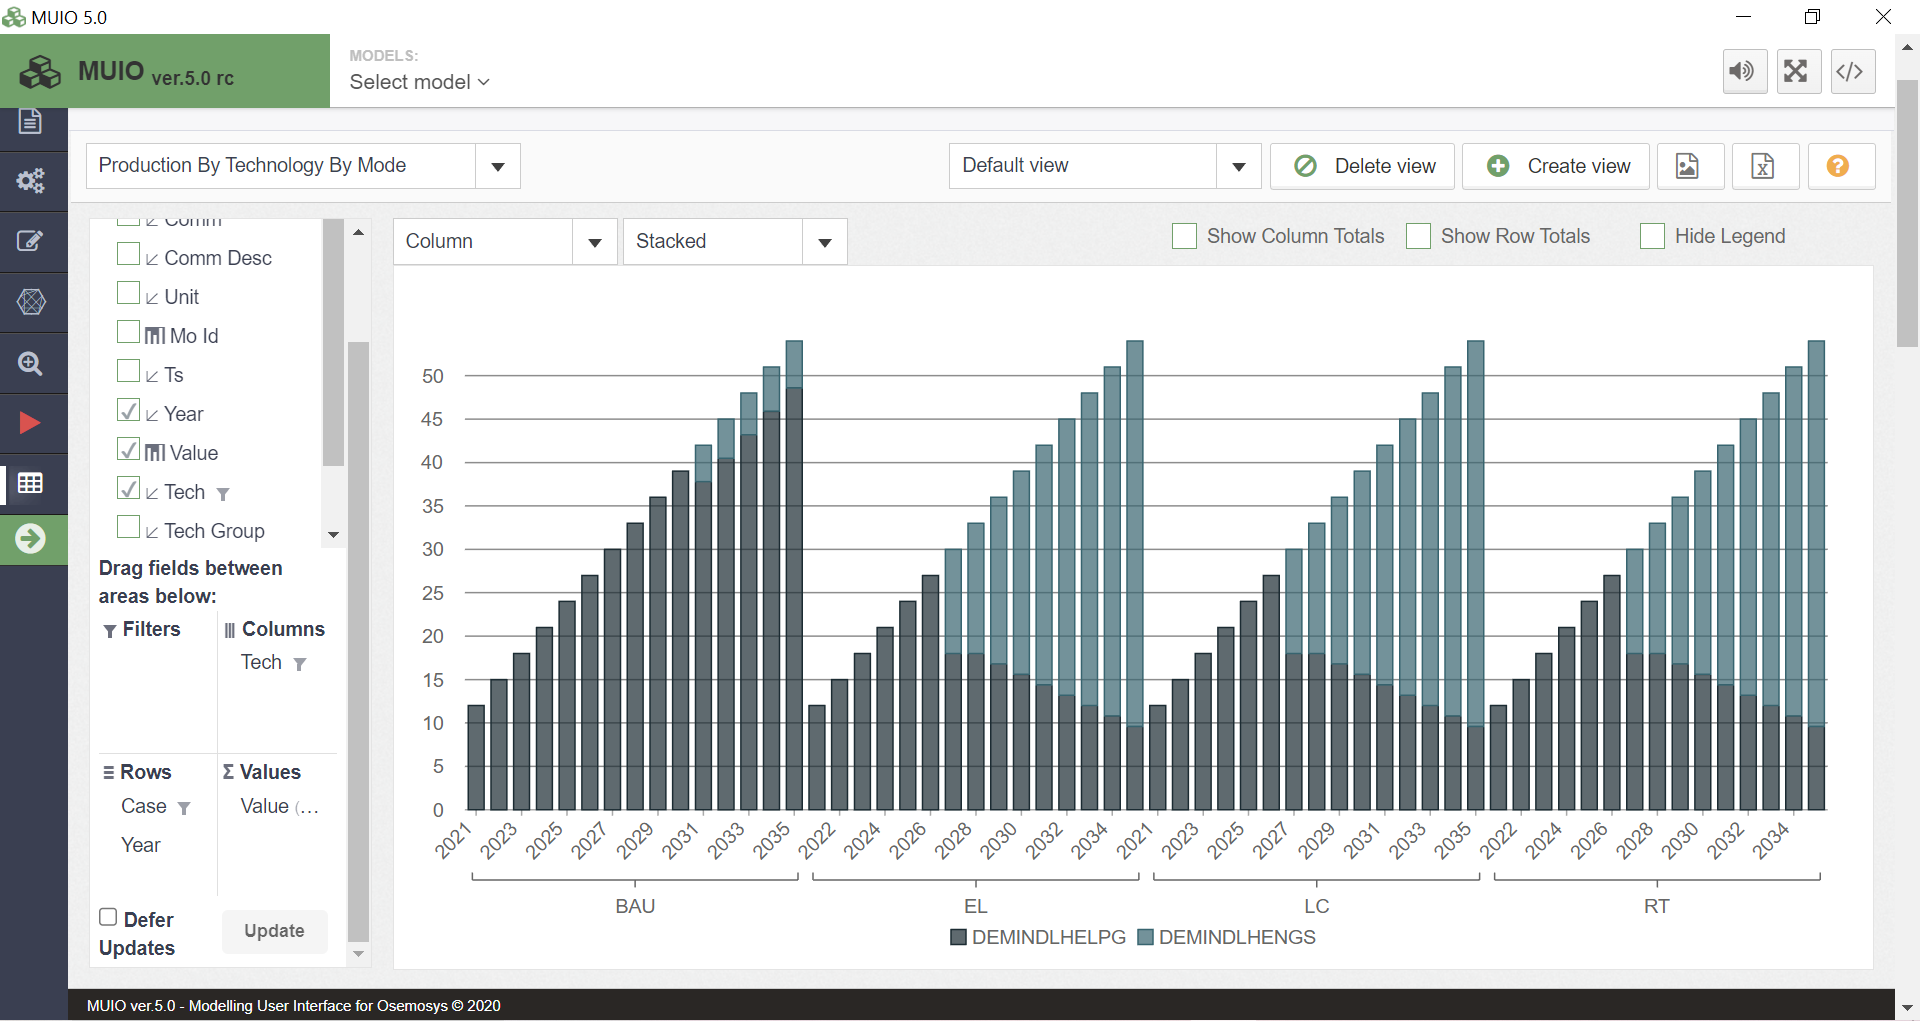 MUIO 5.0
MUIO ver.5.0 rc
MODELS:
Select model
Production By Technology By Mode
Default view
Delete view
Create view
Comm
Comm Desc
Unit
Mo Id
Ts
Year
Value
Tech
Tech Group
Drag fields between
areas below:
Filters
Columns
Tech
Rows
Values
Case
Value (...
Year
Defer
Updates
Update
Column
Stacked
Show Column Totals
Show Row Totals
Hide Legend
50
45
40
35
30
25
20
15
10
5
0
2021 2023 2025 2027 2029 2031 2033 2035 2022 2024 2026 2028 2030 2032 2034 2021 2023 2025 2027 2029 2031 2033 2035 2022 2024 2026 2028 2030 2032 2034
BAU EL LC RT
DEMINDLHELPG DEMINDLHENGS
MUIO ver.5.0 - Modelling User Interface for Osemosys © 2020